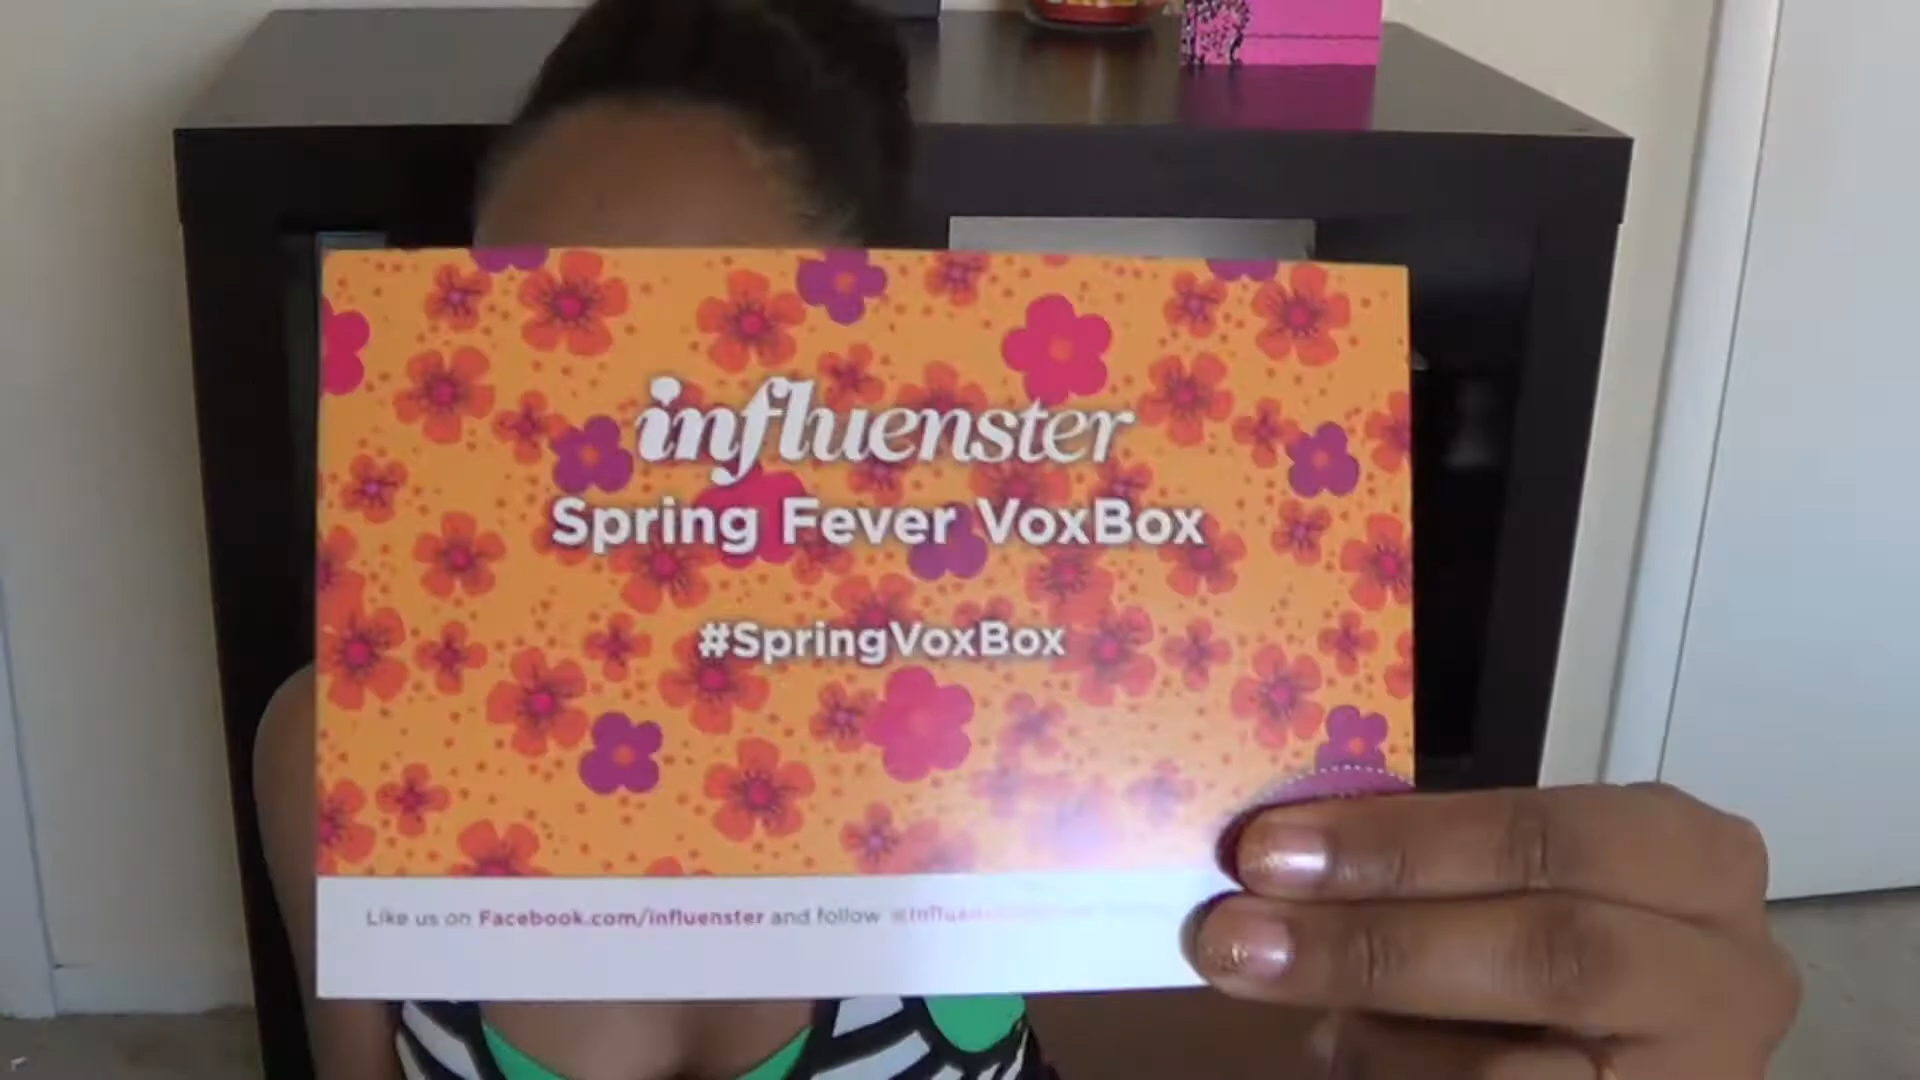 influenster
Spring Fever VoxBox
#SpringVoxBox
Like us on Facebook.com/influenster and follow